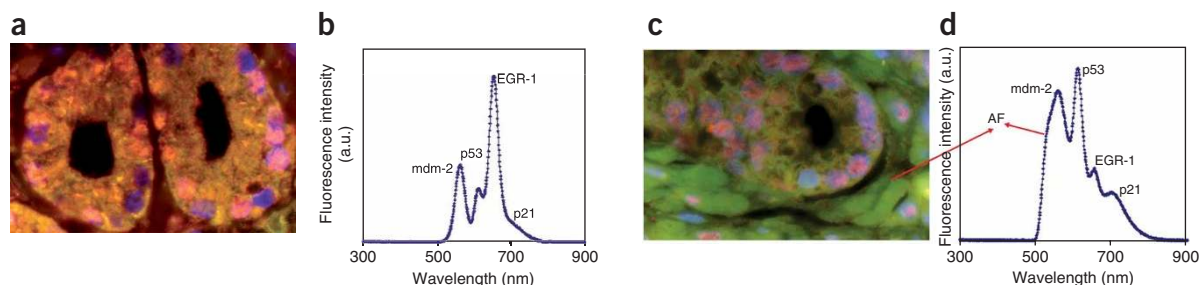 a
b
Fluorescence intensity
(a.u.)
EGR-1
p53
mdm-2
p21
300 500 700 900
Wavelength (nm)
c
d
Fluorescence intensity (a.u.)
p53
mdm-2
AF
EGR-1
p21
300 500 700 900
Wavelength (nm)